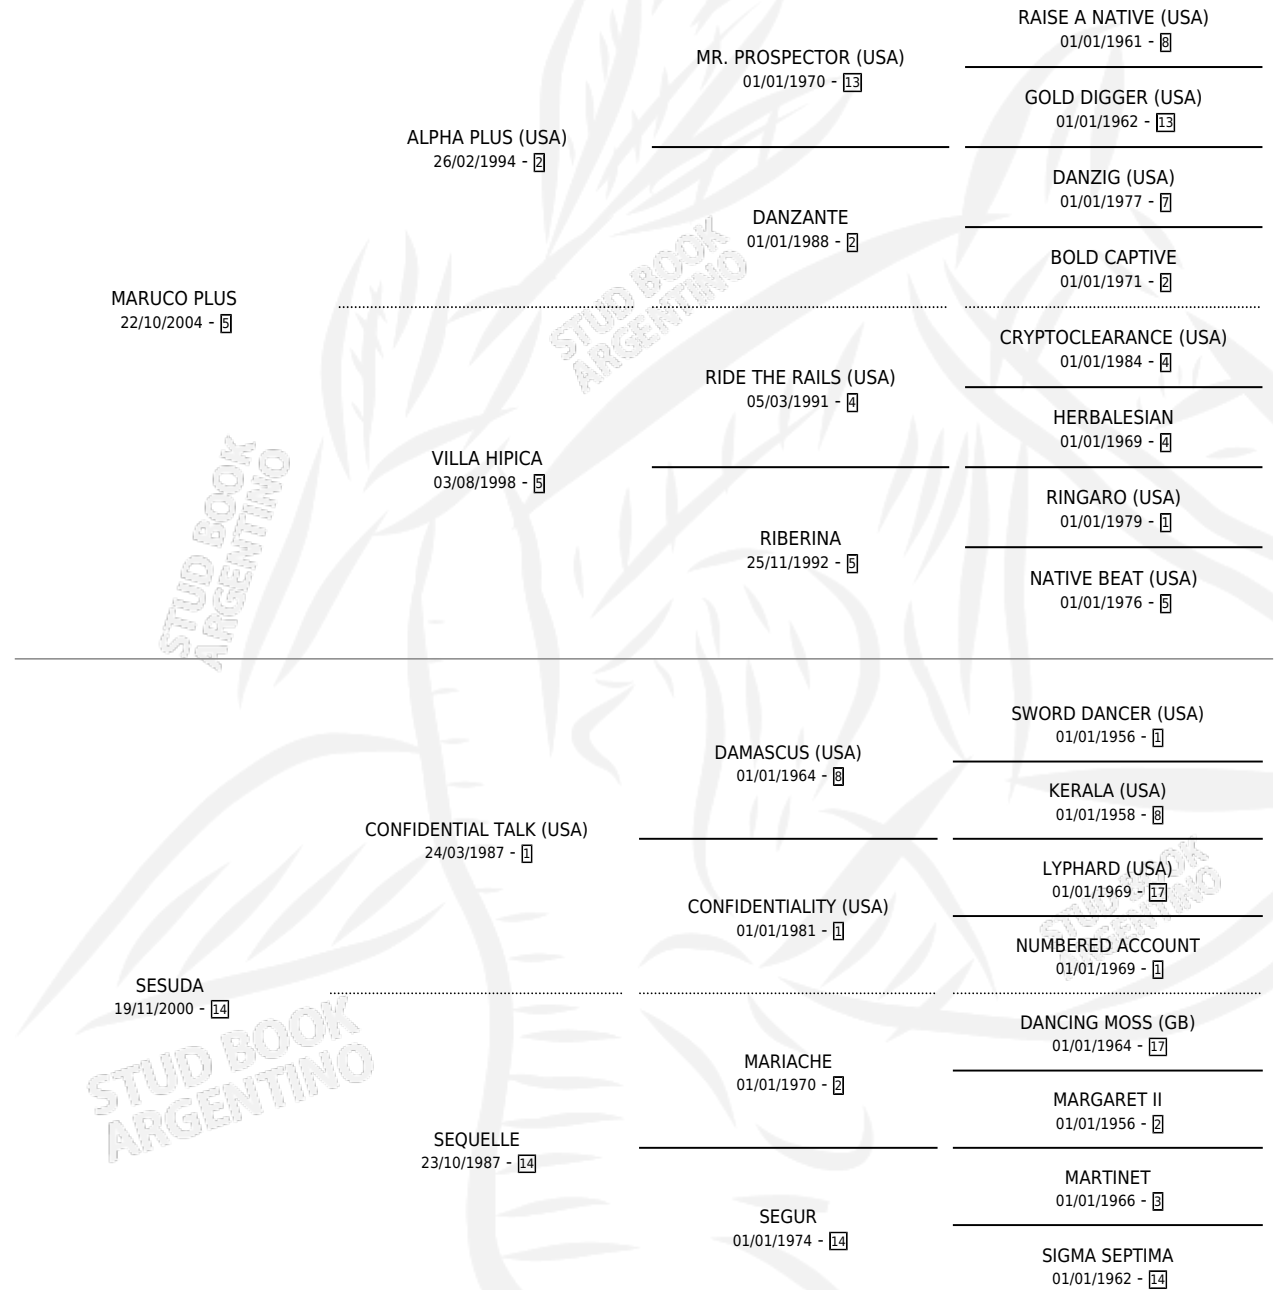 RAISE A NATIVE (USA)
01/01/1961 - 8
MR. PROSPECTOR (USA)
01/01/1970 - 13
GOLD DIGGER (USA)
01/01/1962 - 13
ALPHA PLUS (USA)
26/02/1994 - 2
DANZIG (USA)
01/01/1977 - 7
DANZANTE
01/01/1988 - 2
BOLD CAPTIVE
01/01/1971 - 2
MARUCO PLUS
22/10/2004 - 5
CRYPTOCLEARANCE (USA)
01/01/1984 - 4
RIDE THE RAILS (USA)
05/03/1991 - 4
HERBALESIAN
01/01/1969 - 4
VILLA HIPICA
03/08/1998 - 5
RINGARO (USA)
01/01/1979 - 1
RIBERINA
25/11/1992 - 5
NATIVE BEAT (USA)
01/01/1976 - 5
STUD BOOK
ARGENTINO
STUD BOOK
ARGENTINO
SWORD DANCER (USA)
01/01/1956 - 1
DAMASCUS (USA)
01/01/1964 - 8
KERALA (USA)
01/01/1958 - 8
CONFIDENTIAL TALK (USA)
24/03/1987 - 1
LYPHARD (USA)
01/01/1969 - 17
CONFIDENTIALITY (USA)
01/01/1981 - 1
NUMBERED ACCOUNT
01/01/1969 - 1
SESUDA
19/11/2000 - 14
DANCING MOSS (GB)
01/01/1964 - 17
MARIACHE
01/01/1970 - 2
MARGARET II
01/01/1956 - 2
SEQUELLE
23/10/1987 - 14
MARTINET
01/01/1966 - 3
SEGUR
01/01/1974 - 14
SIGMA SEPTIMA
01/01/1962 - 14
STUD BOOK
ARGENTINO
STUD BOOK
ARGENTINO